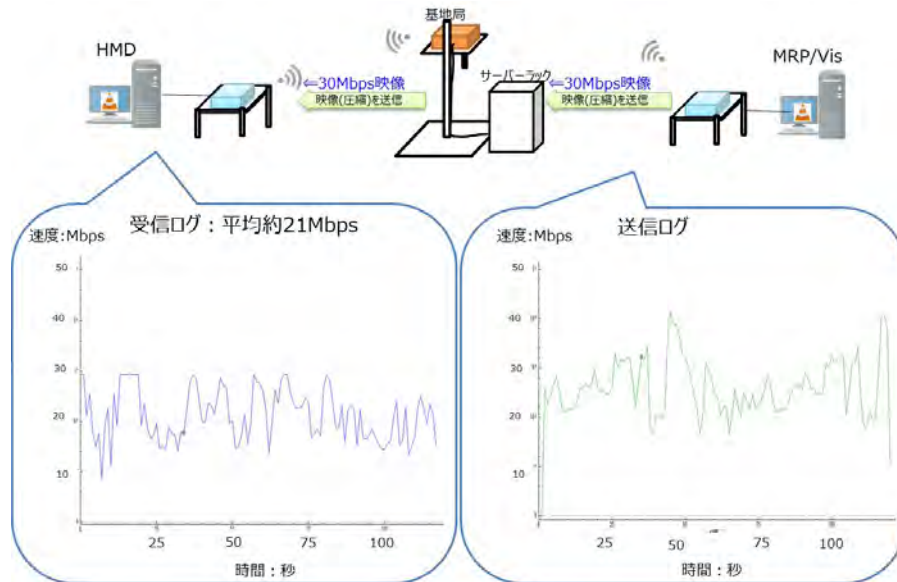 基地局
HMD
MRP/Vis
サーバーラック
⇐30Mbps映像
映像(圧縮)を送信
⇐30Mbps映像
映像(圧縮)を送信
受信ログ：平均約21Mbps
速度:Mbps
50
40
30
20
10
25
50
75
100
時間：秒
送信ログ
速度:Mbps
50
40
30
20
10
25
50
75
100
時間：秒